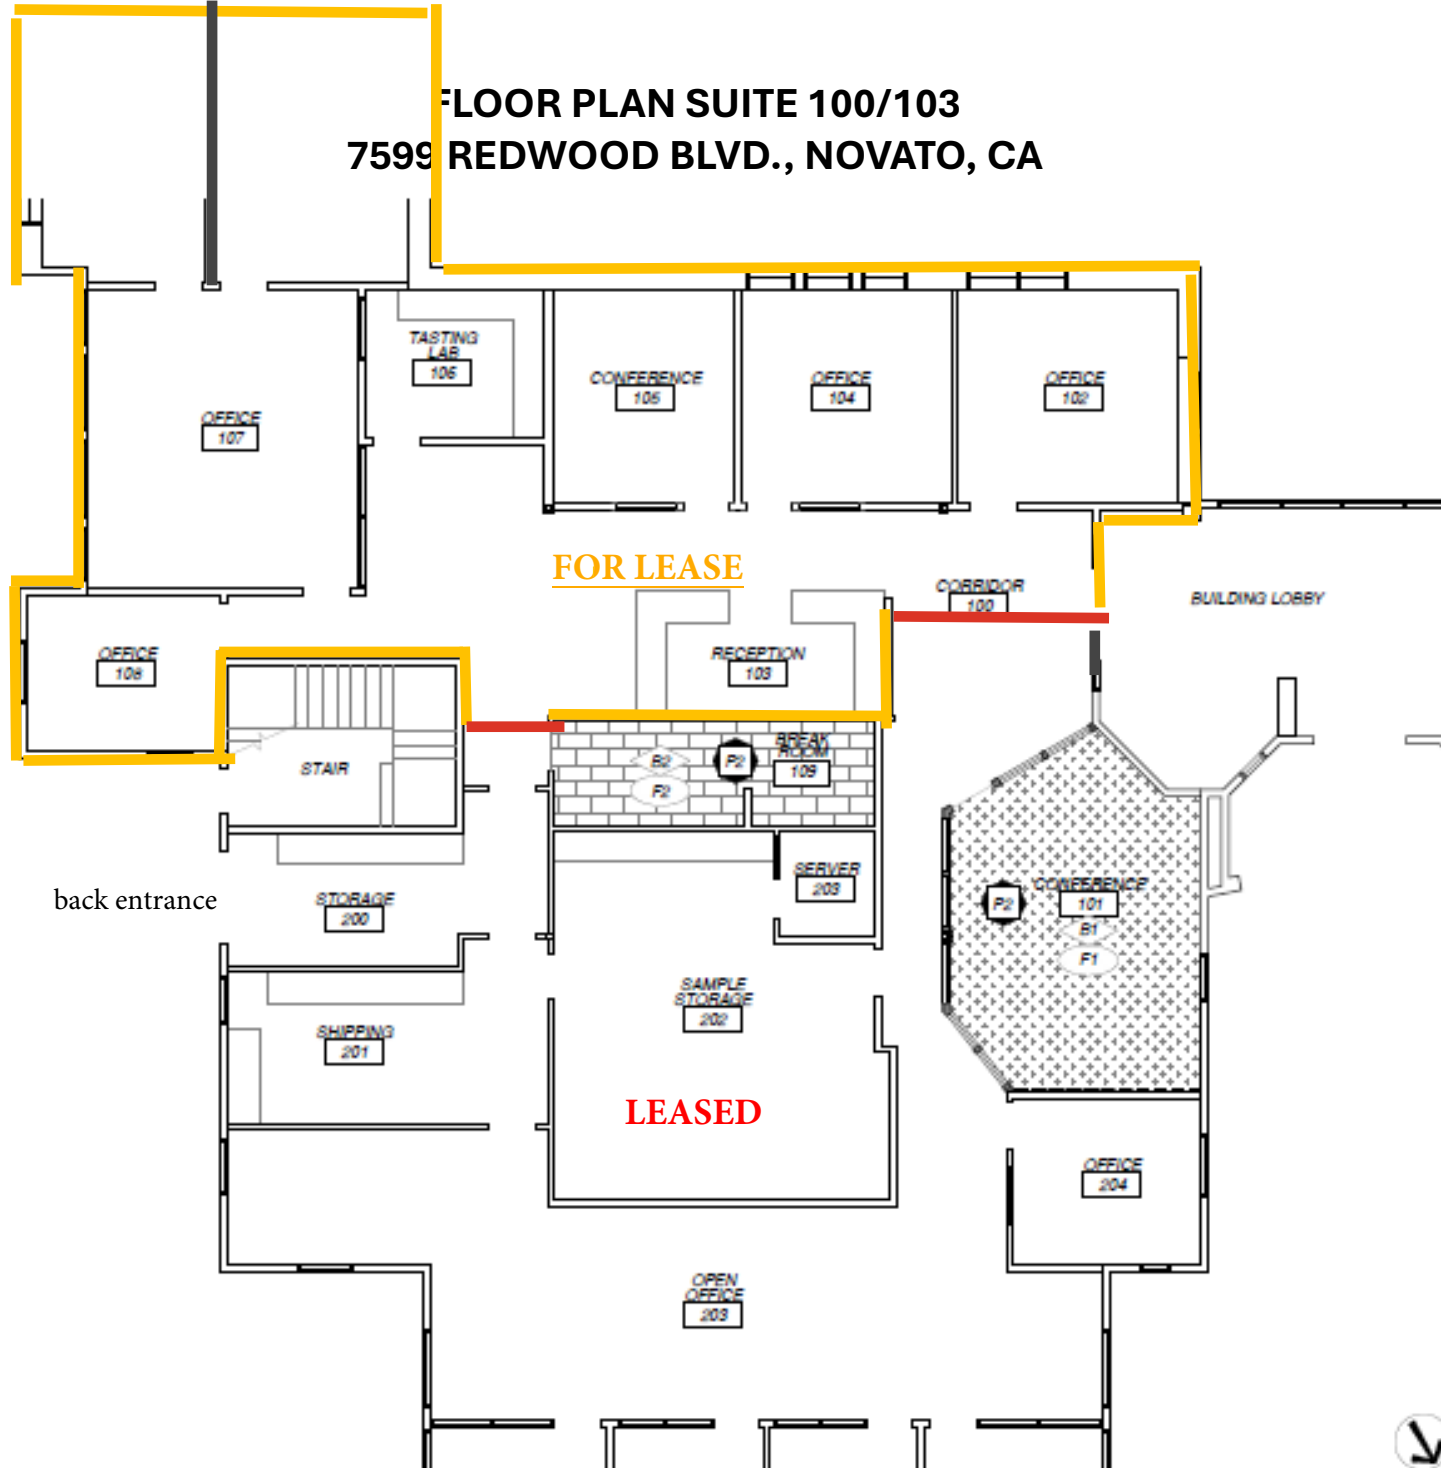 FLOOR PLAN SUITE 100/103
7599 REDWOOD BLVD., NOVATO, CA
TASTING
LAB
106
CONFERENCE
105
OFFICE
104
OFFICE
102
OFFICE
107
FOR LEASE
CORRIDOR
100
BUILDING LOBBY
OFFICE
108
RECEPTION
103
STAIR
B2
F2
P2
BREAK
ROOM
109
SERVER
203
back entrance
STORAGE
200
P2
CONFERENCE
101
B1
F1
SAMPLE
STORAGE
202
SHIPPING
201
LEASED
OFFICE
204
OPEN
OFFICE
203